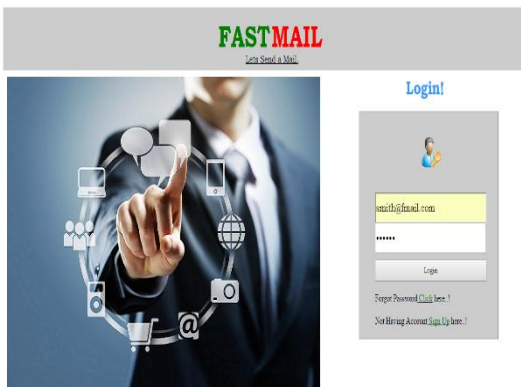 FASTMAIL
Lets Send a Mail.
Login!
@
smith@fmail.com
••••••
Login
Forgot Password Click here..!
Not Having Account Sign Up here..!